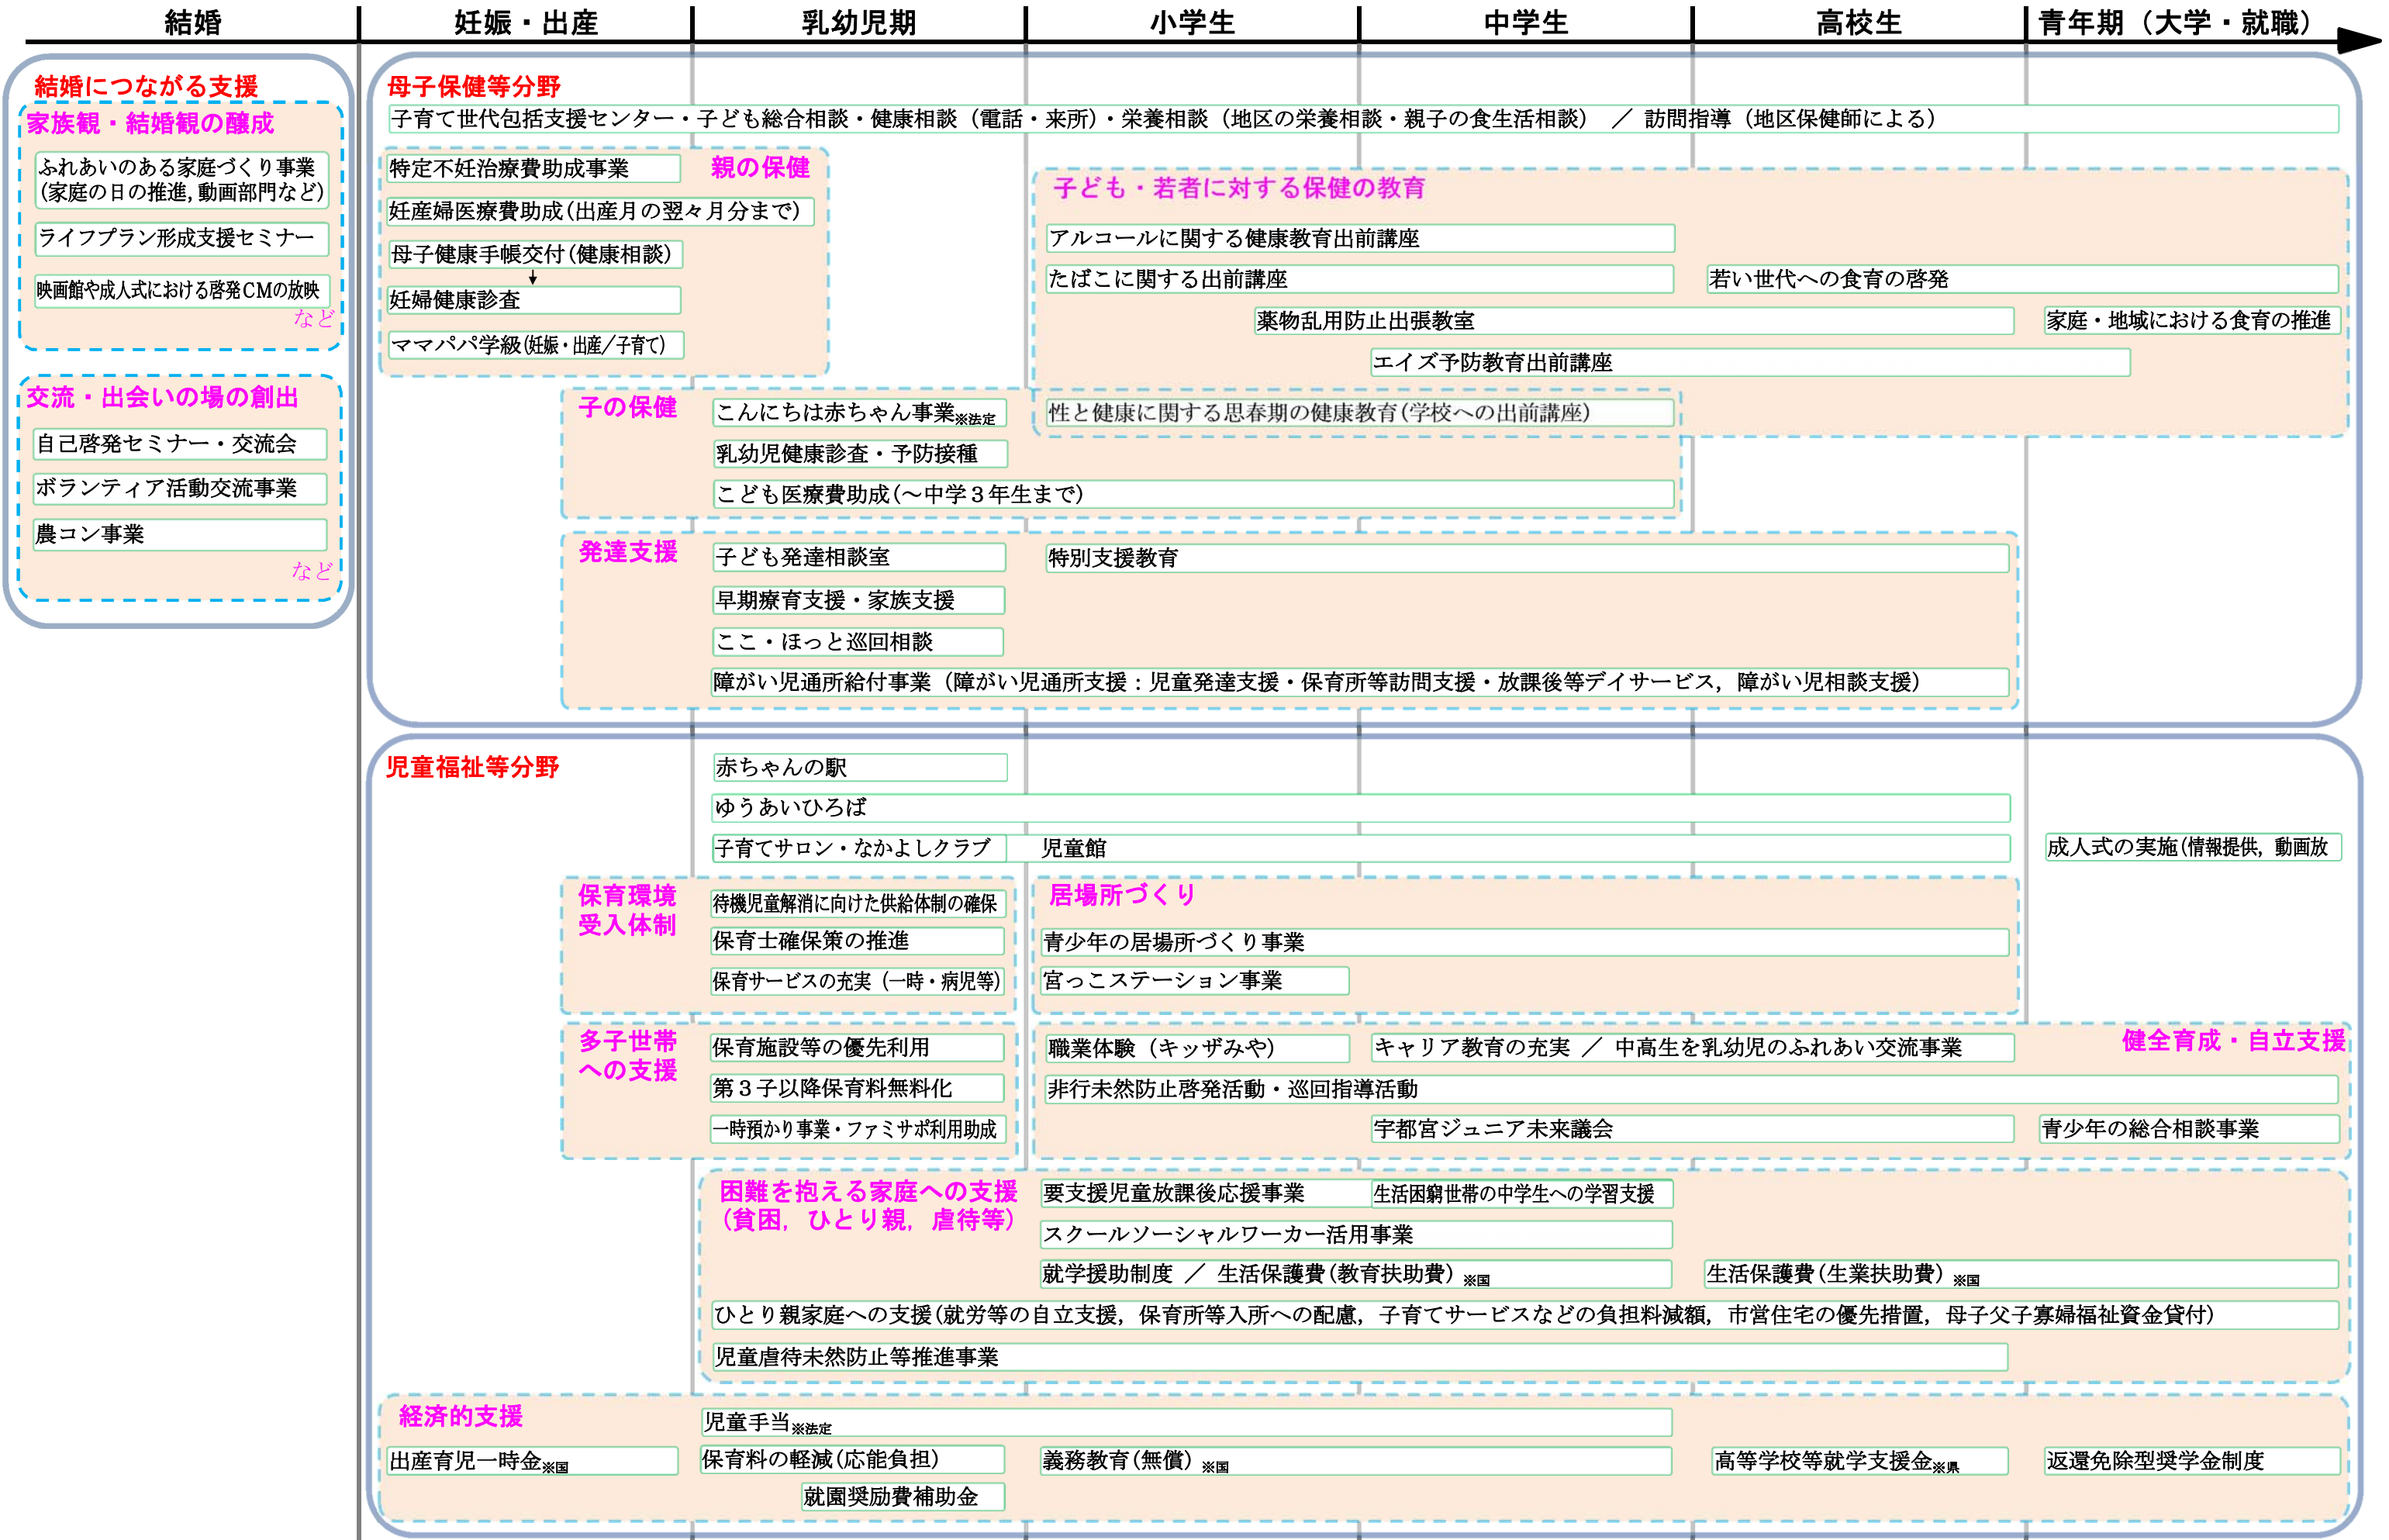 結婚
妊娠・出産
乳幼児期
小学生
中学生
高校生
青年期（大学・就職）
結婚につながる支援
家族観・結婚観の醸成
ふれあいのある家庭づくり事業
(家庭の日の推進,動画部門など)
ライフプラン形成支援セミナー
映画館や成人式における啓発CMの放映
など
交流・出会いの場の創出
自己啓発セミナー・交流会
ボランティア活動交流事業
農コン事業
など
母子保健等分野
子育て世代包括支援センター・子ども総合相談・健康相談（電話・来所）・栄養相談（地区の栄養相談・親子の食生活相談）　／ 訪問指導（地区保健師による）
親の保健
特定不妊治療費助成事業
妊産婦医療費助成(出産月の翌々月分まで)
母子健康手帳交付(健康相談)
妊婦健康診査
ママパパ学級(妊娠・出産／子育て)
子ども・若者に対する保健の教育
アルコールに関する健康教育出前講座
たばこに関する出前講座
若い世代への食育の啓発
薬物乱用防止出張教室
家庭・地域における食育の推進
エイズ予防教育出前講座
性と健康に関する思春期の健康教育(学校への出前講座)
子の保健
こんにちは赤ちゃん事業※法定
乳幼児健康診査・予防接種
こども医療費助成(～中学３年生まで)
発達支援
子ども発達相談室
特別支援教育
早期療育支援・家族支援
ここ・ほっと巡回相談
障がい児通所給付事業（障がい児通所支援：児童発達支援・保育所等訪問支援・放課後等デイサービス，障がい児相談支援）
児童福祉等分野
赤ちゃんの駅
ゆうあいひろば
子育てサロン・なかよしクラブ
児童館
成人式の実施(情報提供，動画放
保育環境
受入体制
待機児童解消に向けた供給体制の確保
保育士確保策の推進
保育サービスの充実（一時・病児等）
居場所づくり
青少年の居場所づくり事業
宮っこステーション事業
多子世帯
への支援
保育施設等の優先利用
第３子以降保育料無料化
一時預かり事業・ファミサポ利用助成
健全育成・自立支援
職業体験（キッザみや）
キャリア教育の充実 ／ 中高生を乳幼児のふれあい交流事業
非行未然防止啓発活動・巡回指導活動
宇都宮ジュニア未来議会
青少年の総合相談事業
困難を抱える家庭への支援
（貧困，ひとり親，虐待等）
要支援児童放課後応援事業
生活困窮世帯の中学生への学習支援
スクールソーシャルワーカー活用事業
就学援助制度 ／ 生活保護費(教育扶助費) ※国
生活保護費(生業扶助費) ※国
ひとり親家庭への支援(就労等の自立支援，保育所等入所への配慮，子育てサービスなどの負担料減額，市営住宅の優先措置，母子父子寡婦福祉資金貸付)
児童虐待未然防止等推進事業
経済的支援
児童手当※法定
出産育児一時金※国
保育料の軽減(応能負担)
義務教育(無償) ※国
高等学校等就学支援金※県
返還免除型奨学金制度
就園奨励費補助金